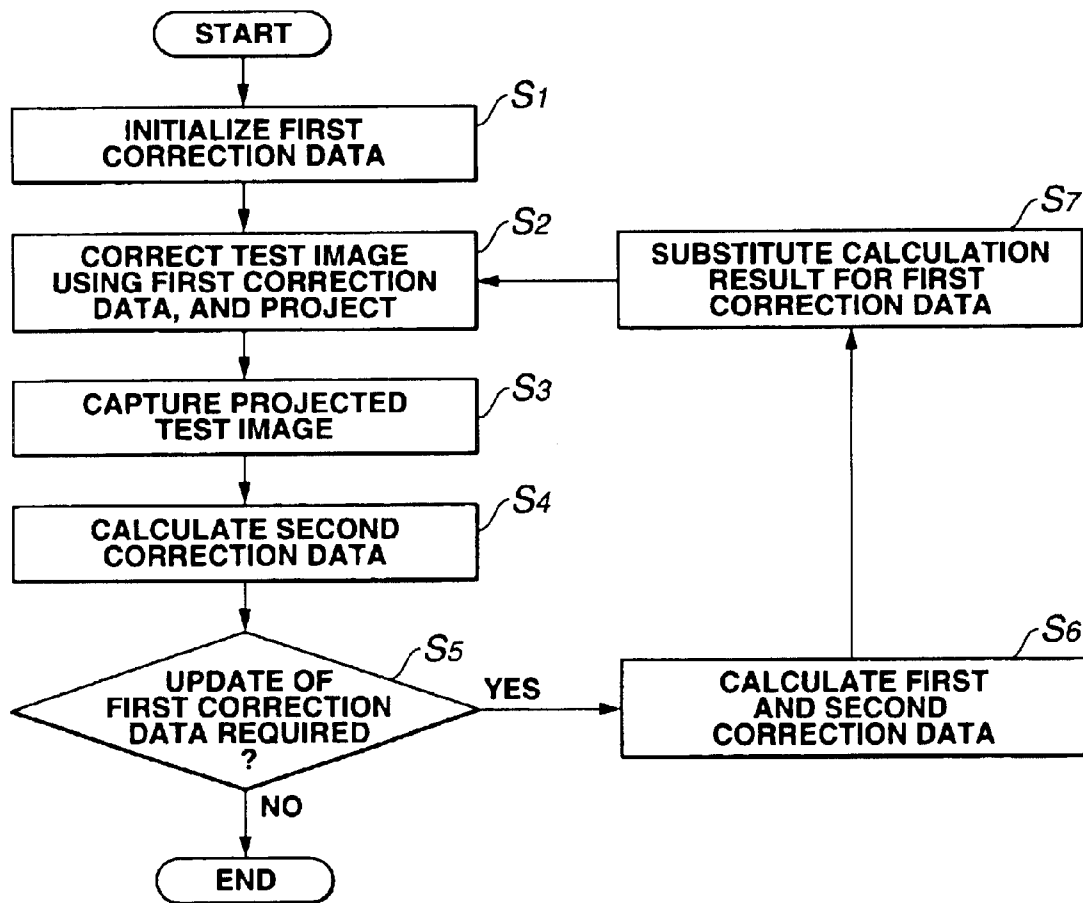 START
S1
INITIALIZE FIRST
CORRECTION DATA
S2
CORRECT TEST IMAGE
USING FIRST CORRECTION
DATA, AND PROJECT
S7
SUBSTITUTE CALCULATION
RESULT FOR FIRST
CORRECTION DATA
S3
CAPTURE PROJECTED
TEST IMAGE
S4
CALCULATE SECOND
CORRECTION DATA
S5
UPDATE OF
FIRST CORRECTION
DATA REQUIRED
?
YES
S6
CALCULATE FIRST
AND SECOND
CORRECTION DATA
NO
END